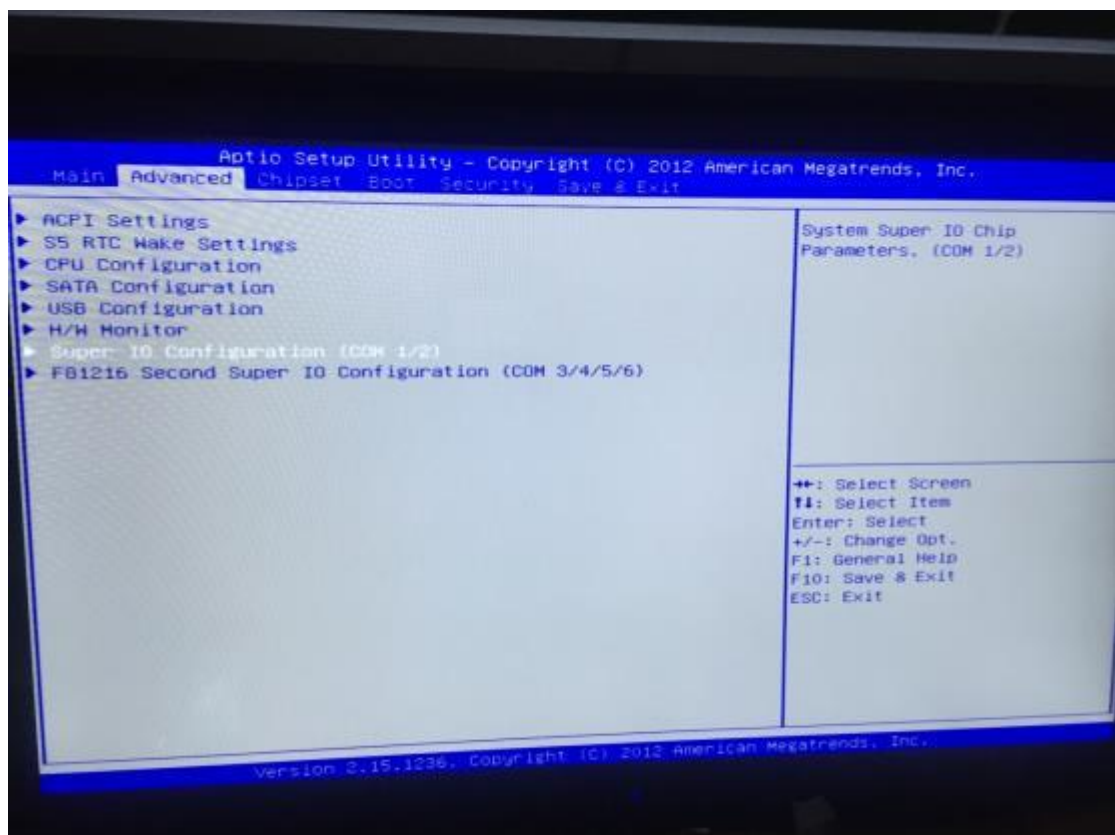 Aptio Setup Utility - Copyright (C) 2012 American Megatrends, Inc.
Main Advanced Chipset Boot Security Save & Exit
► ACPI Settings
► S5 RTC Wake Settings
► CPU Configuration
► SATA Configuration
► USB Configuration
► H/W Monitor
► Super IO Configuration (COM 1/2)
► F81216 Second Super IO Configuration (COM 3/4/5/6)
System Super IO Chip
Parameters. (COM 1/2)
→←: Select Screen
↑↓: Select Item
Enter: Select
+/-: Change Opt.
F1: General Help
F10: Save & Exit
ESC: Exit
Version 2.15.1236. Copyright (C) 2012 American Megatrends, Inc.